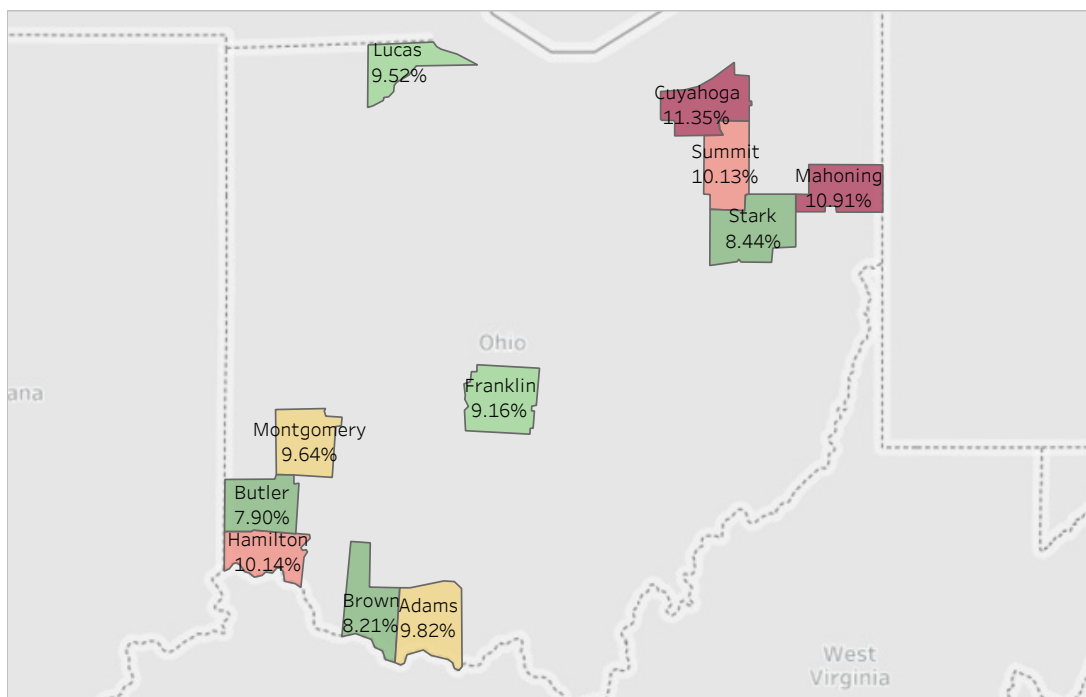 Lucas
9.52%
Cuyahoga
11.35%
Summit
10.13%
Mahoning
10.91%
Stark
8.44%
Ohio
Franklin
9.16%
ana
Montgomery
9.64%
Butler
7.90%
Hamilton
10.14%
Brown
8.21%
Adams
9.82%
West
Virginia